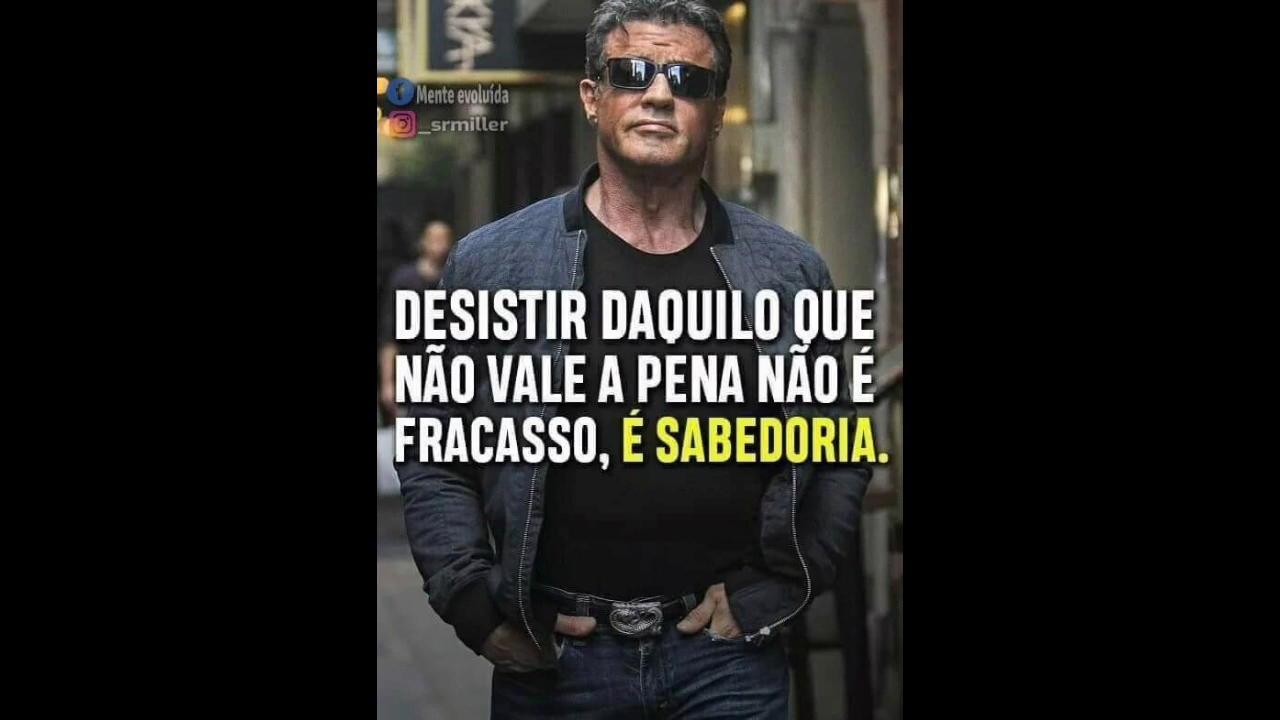 Mente evoluída
_srmiller
DESISTIR DAQUILO QUE
NÃO VALE A PENA NÃO É
FRACASSO, É SABEDORIA.